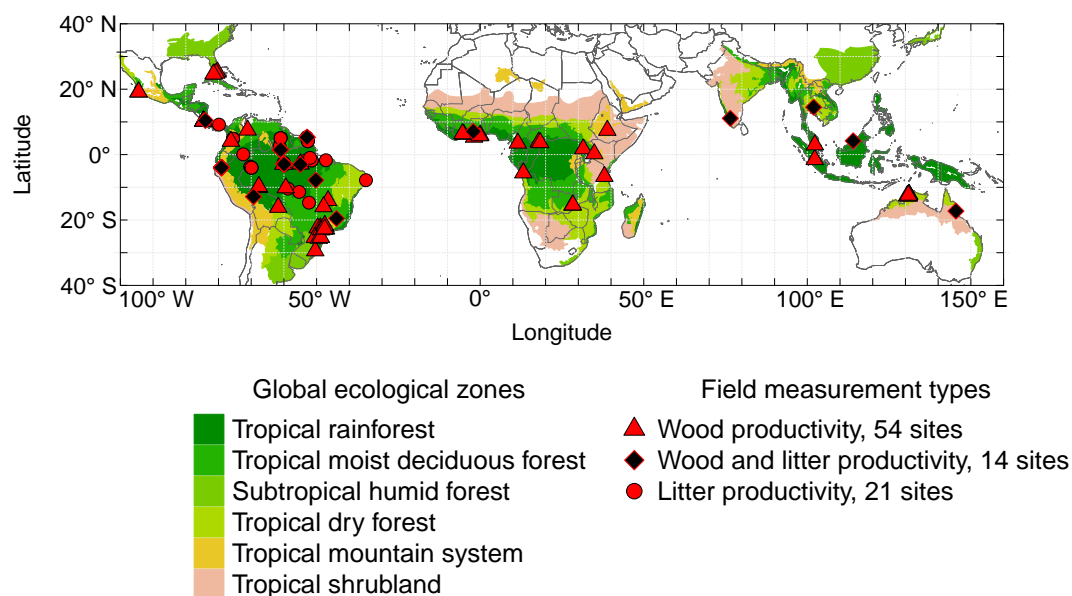 40° N
20° N
0°
20° S
40° S
Latitude
100° W
50° W
0°
50° E
100° E
150° E
Longitude
Global ecological zones
Tropical rainforest
Tropical moist deciduous forest
Subtropical humid forest
Tropical dry forest
Tropical mountain system
Tropical shrubland
Field measurement types
Wood productivity, 54 sites
Wood and litter productivity, 14 sites
Litter productivity, 21 sites